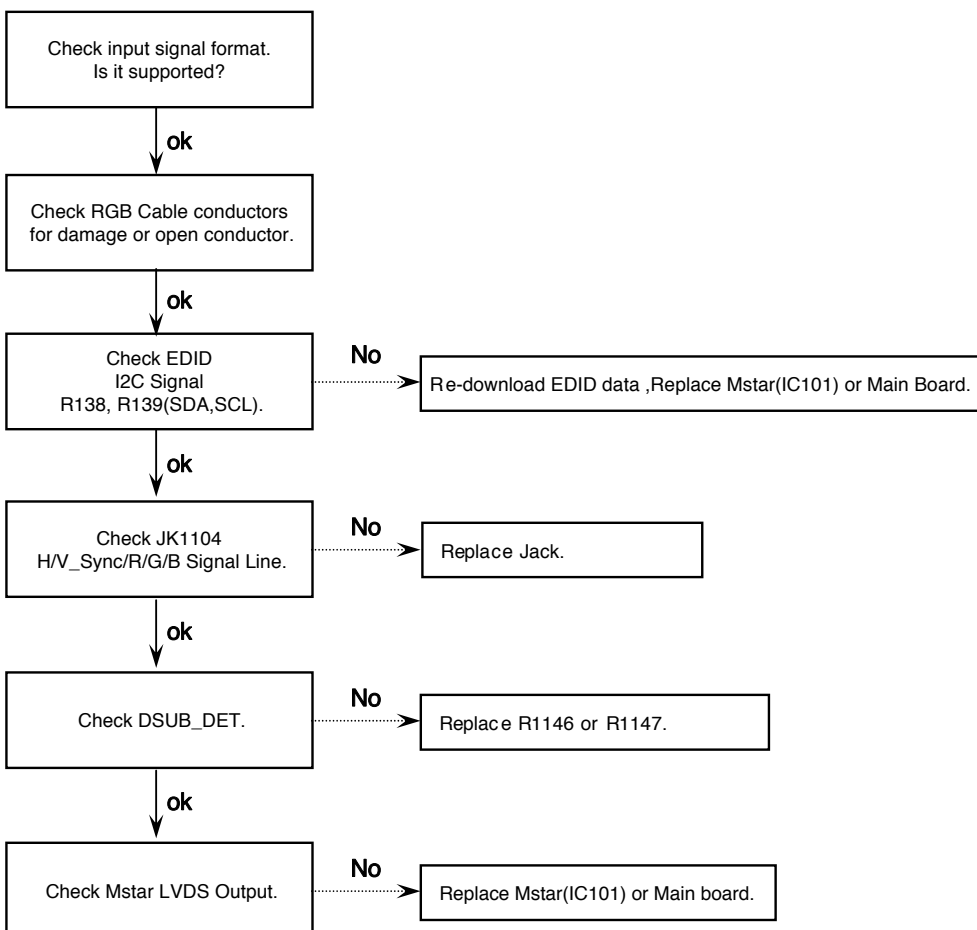 Check input signal format.
Is it supported?
ok
Check RGB Cable conductors
for damage or open conductor.
ok
Check EDID
I2C Signal
R138, R139(SDA,SCL).
No
Re-download EDID data ,Replace Mstar(IC101) or Main Board.
ok
Check JK1104
H/V_Sync/R/G/B Signal Line.
No
Replace Jack.
ok
Check DSUB_DET.
No
Replace R1146 or R1147.
ok
Check Mstar LVDS Output.
No
Replace Mstar(IC101) or Main board.